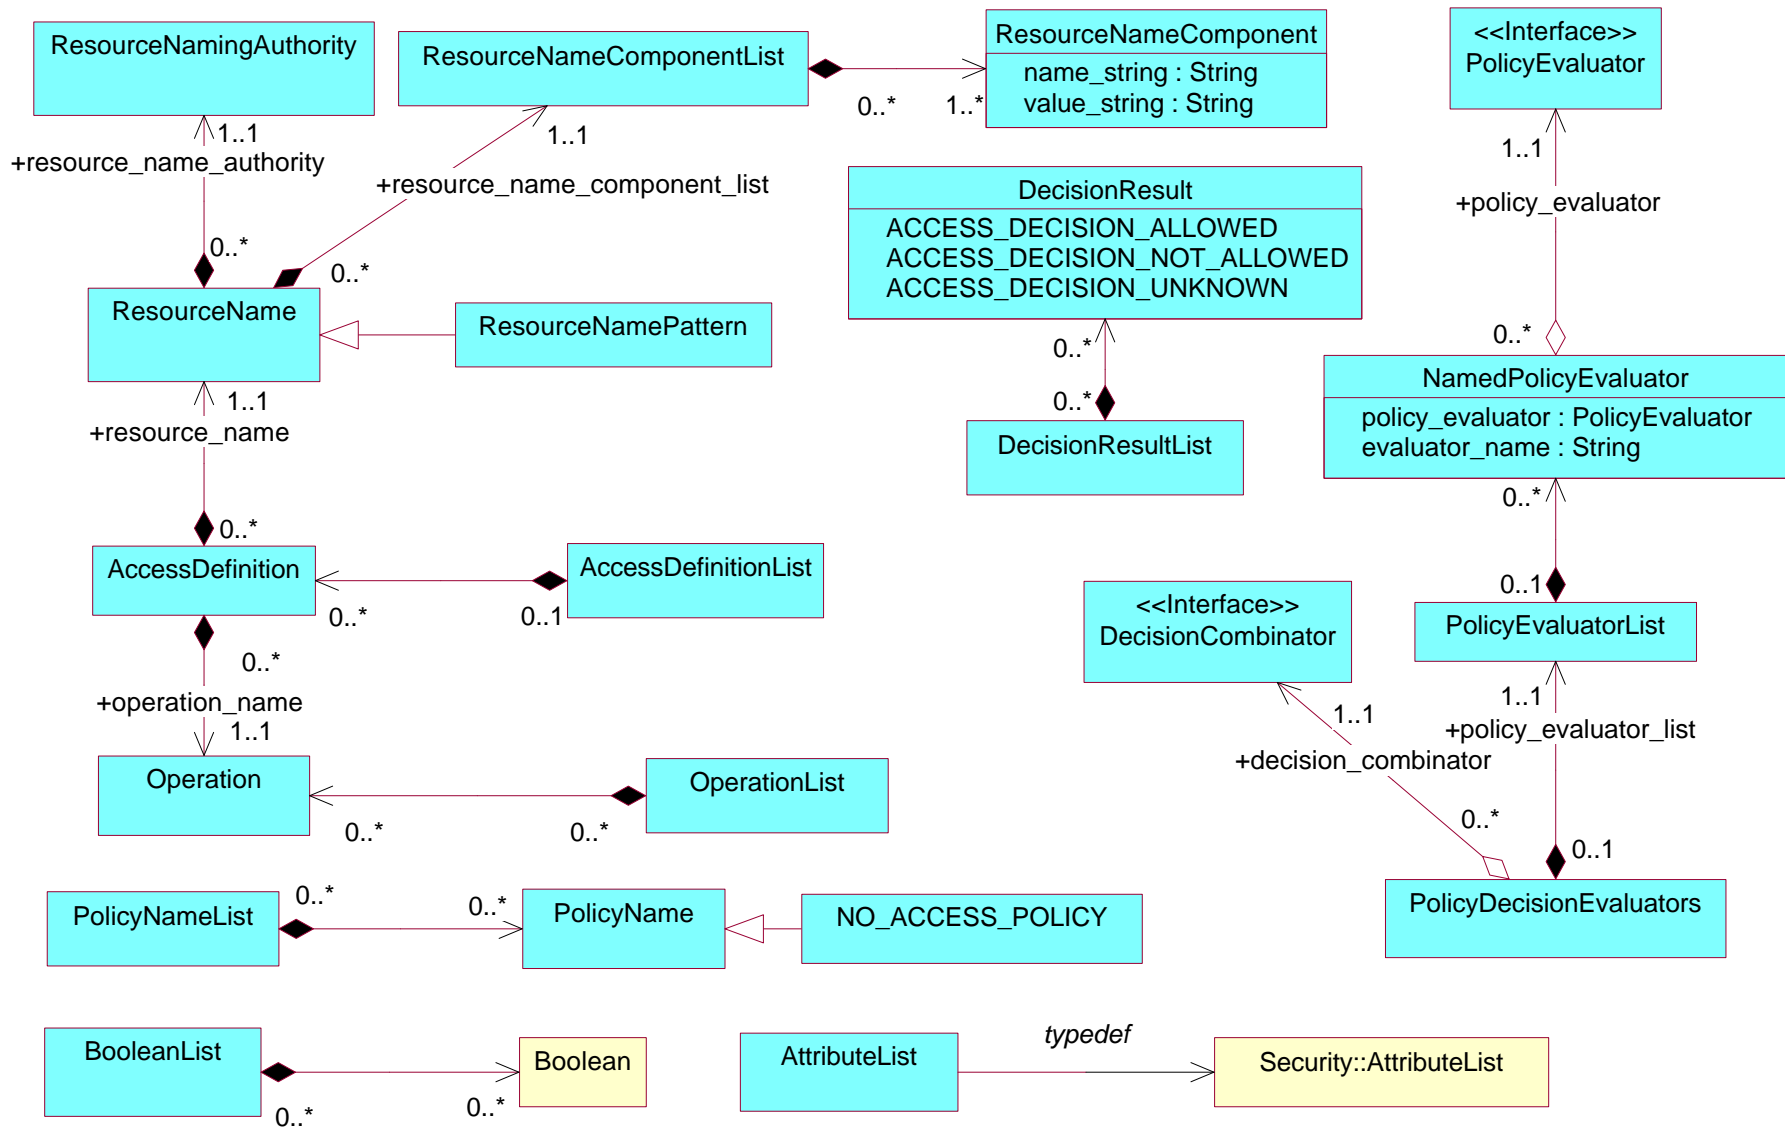 ResourceNamingAuthority
ResourceNameComponentList
ResourceNameComponent
name_string : String
value_string : String
<<Interface>>
PolicyEvaluator
0..*
1..*
1..1
+resource_name_authority
1..1
+resource_name_component_list
1..1
+policy_evaluator
DecisionResult
ACCESS_DECISION_ALLOWED
ACCESS_DECISION_NOT_ALLOWED
ACCESS_DECISION_UNKNOWN
0..*
0..*
ResourceName
ResourceNamePattern
0..*
0..*
0..*
DecisionResultList
NamedPolicyEvaluator
policy_evaluator : PolicyEvaluator
evaluator_name : String
1..1
+resource_name
0..*
0..*
AccessDefinition
AccessDefinitionList
0..*
0..1
0..1
<<Interface>>
DecisionCombinator
PolicyEvaluatorList
0..*
+operation_name
1..1
1..1
+decision_combinator
1..1
+policy_evaluator_list
Operation
OperationList
0..*
0..*
0..*
0..1
PolicyDecisionEvaluators
PolicyNameList
0..*
0..*
PolicyName
NO_ACCESS_POLICY
BooleanList
0..*
0..*
Boolean
AttributeList
typedef
Security::AttributeList